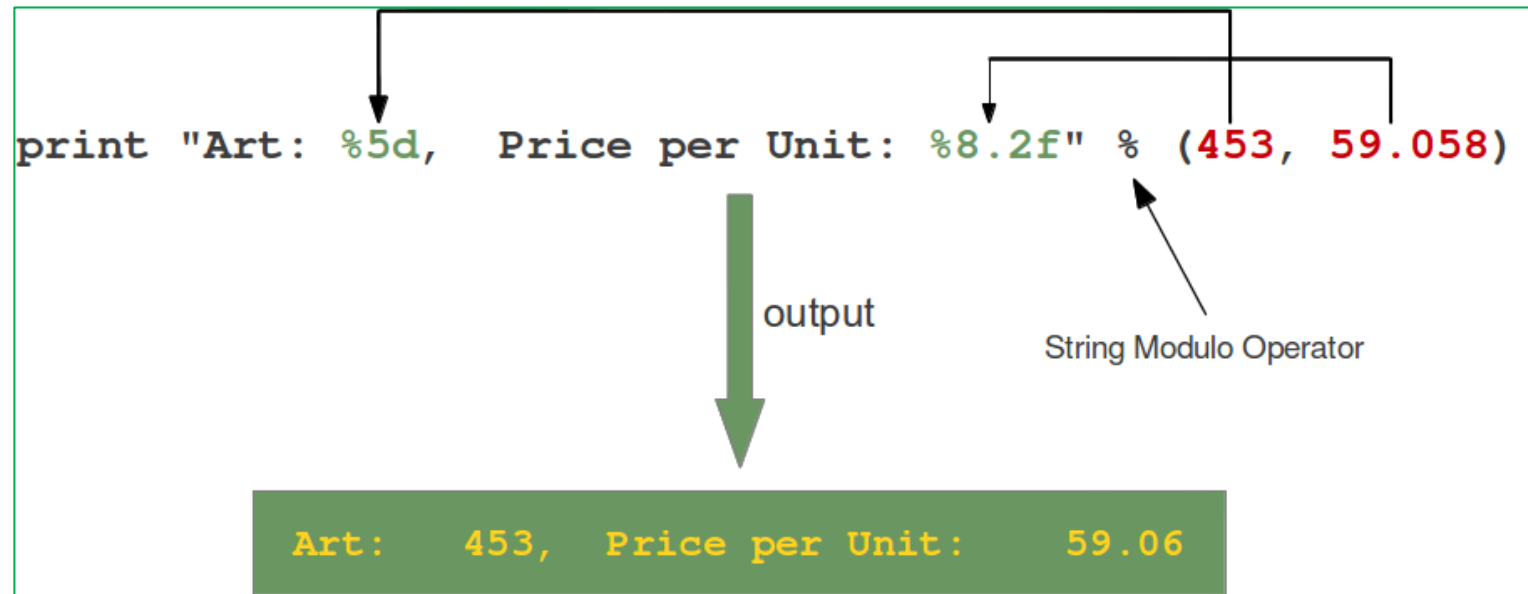 print "Art: %5d,  Price per Unit: %8.2f" % (453, 59.058)
output
String Modulo Operator
Art:   453,  Price per Unit:    59.06